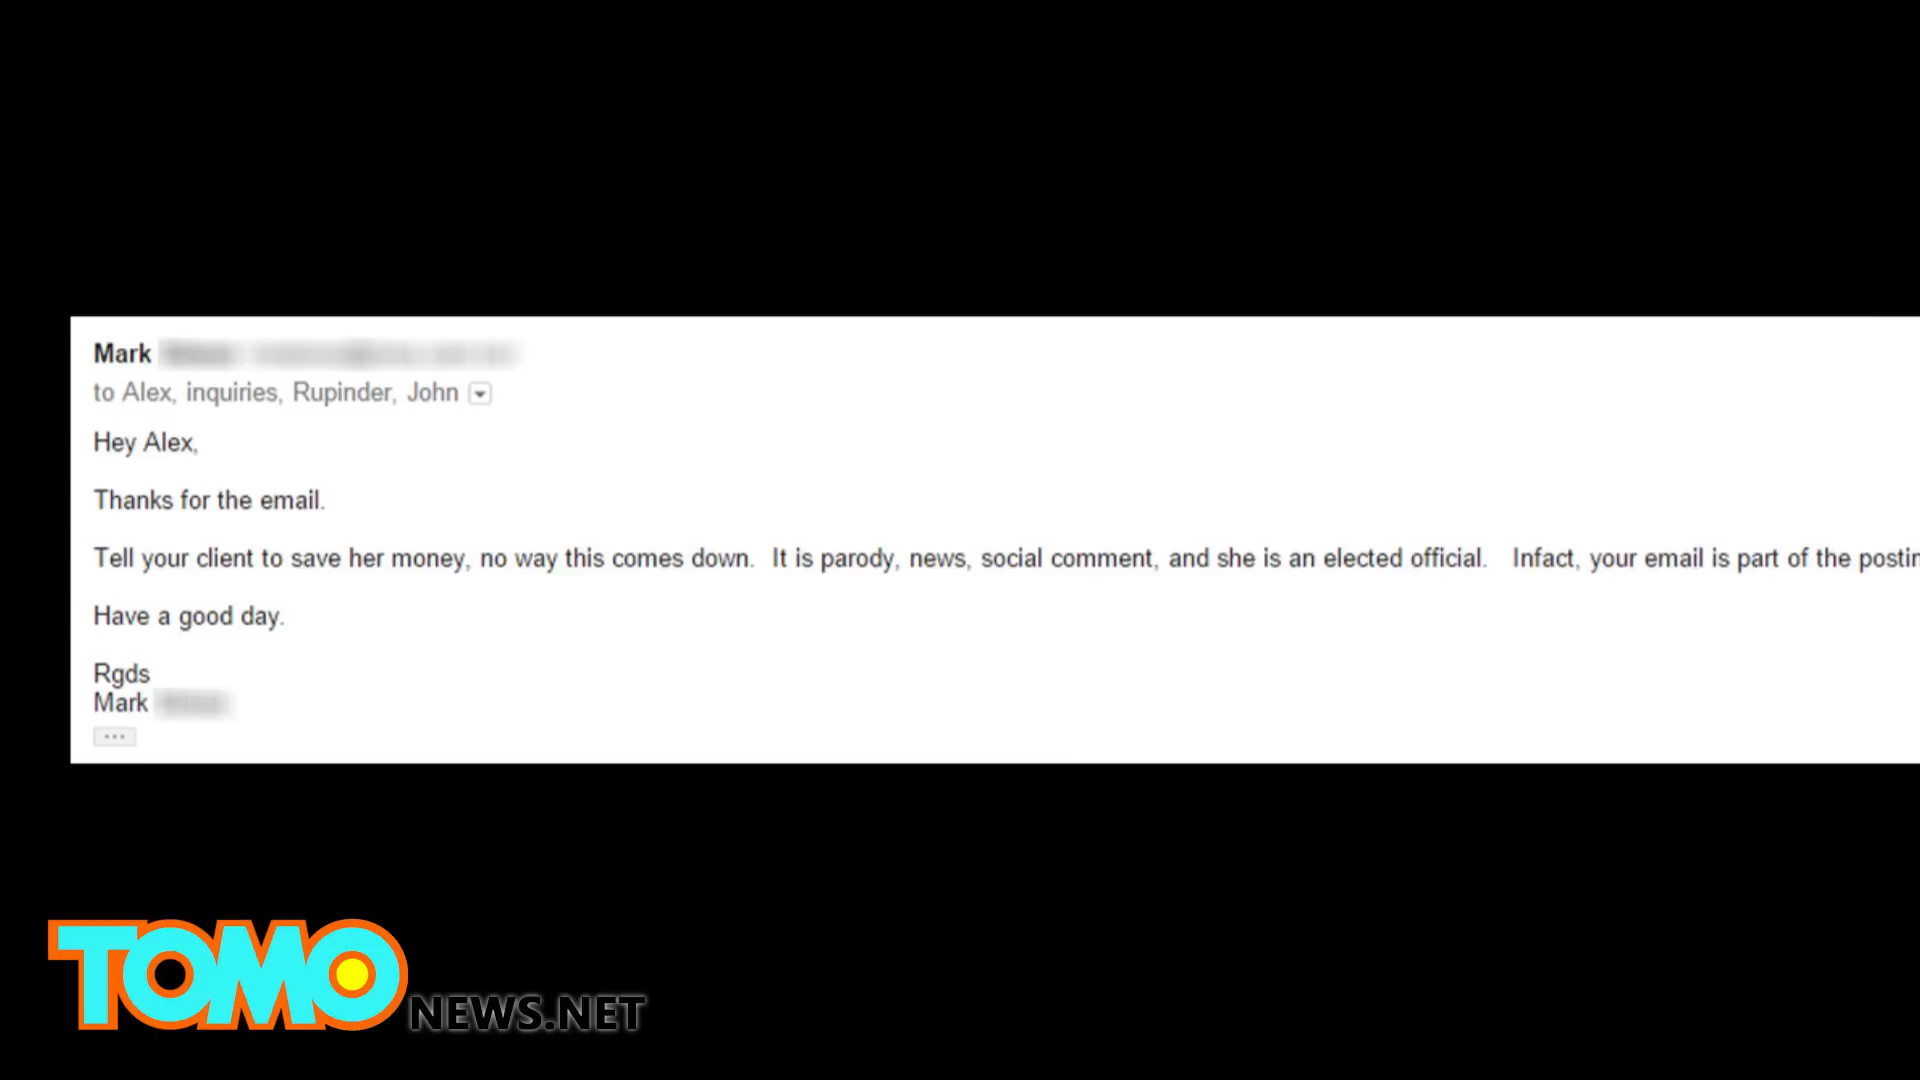 Mark
to Alex, inquiries, Rupinder, John
Hey Alex,
Thanks for the email.
Tell your client to save her money, no way this comes down. It is parody, news, social comment, and she is an elected official. Infact, your email is part of the
Have a good day.
Rgds
Mark
TOMO NEWS.NET